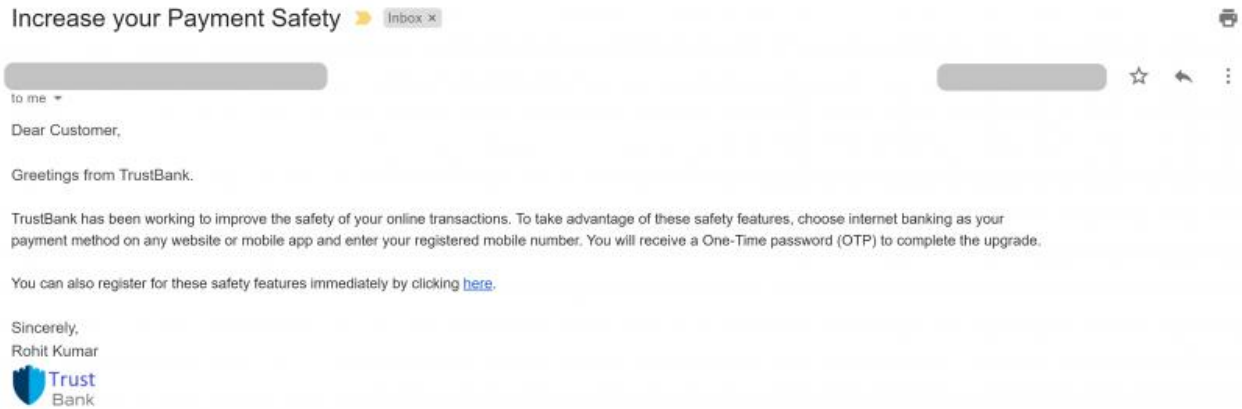 Increase your Payment Safety Inbox ×
to me
Dear Customer,
Greetings from TrustBank.
TrustBank has been working to improve the safety of your online transactions. To take advantage of these safety features, choose internet banking as your
payment method on any website or mobile app and enter your registered mobile number. You will receive a One-Time password (OTP) to complete the upgrade.
You can also register for these safety features immediately by clicking here.
Sincerely,
Rohit Kumar
Trust
Bank